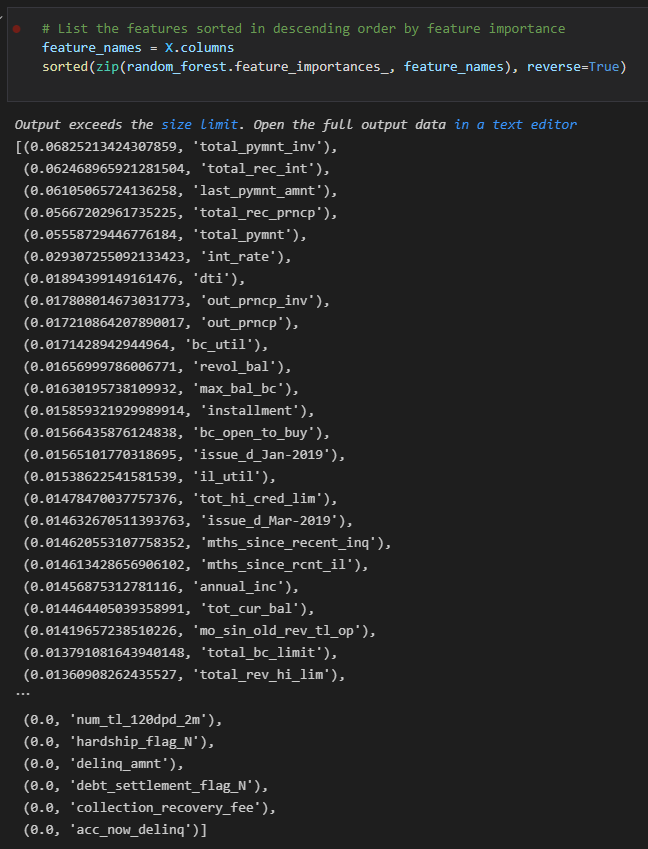 # List the features sorted in descending order by feature importance
feature_names = X.columns
sorted(zip(random_forest.feature_importances_, feature_names), reverse=True)
Output exceeds the size limit. Open the full output data in a text editor
[(0.06825213424307859, 'total_pymnt_inv'),
(0.062468965921281504, 'total_rec_int'),
(0.06105065724136258, 'last_pymnt_amnt'),
(0.05667202961735225, 'total_rec_prncp'),
(0.05558729446776184, 'total_pymnt'),
(0.029307255092133423, 'int_rate'),
(0.01894399149161476, 'dti'),
(0.017808014673031773, 'out_prncp_inv'),
(0.017210864207890017, 'out_prncp'),
(0.0171428942944964, 'bc_util'),
(0.01656999786006771, 'revol_bal'),
(0.01630195738109932, 'max_bal_bc'),
(0.015859321929989914, 'installment'),
(0.01566435876124838, 'bc_open_to_buy'),
(0.01565101770318695, 'issue_d_Jan-2019'),
(0.01538622541581539, 'il_util'),
(0.01478470037757376, 'tot_hi_cred_lim'),
(0.014632670511393763, 'issue_d_Mar-2019'),
(0.014620553107758352, 'mths_since_recent_inq'),
(0.014613428656906102, 'mths_since_rcnt_il'),
(0.01456875312781116, 'annual_inc'),
(0.014464405039358991, 'tot_cur_bal'),
(0.01419657238510226, 'mo_sin_old_rev_tl_op'),
(0.013791081643940148, 'total_bc_limit'),
(0.01360908262435527, 'total_rev_hi_lim'),
...
(0.0, 'num_tl_120dpd_2m'),
(0.0, 'hardship_flag_N'),
(0.0, 'delinq_amnt'),
(0.0, 'debt_settlement_flag_N'),
(0.0, 'collection_recovery_fee'),
(0.0, 'acc_now_delinq')]